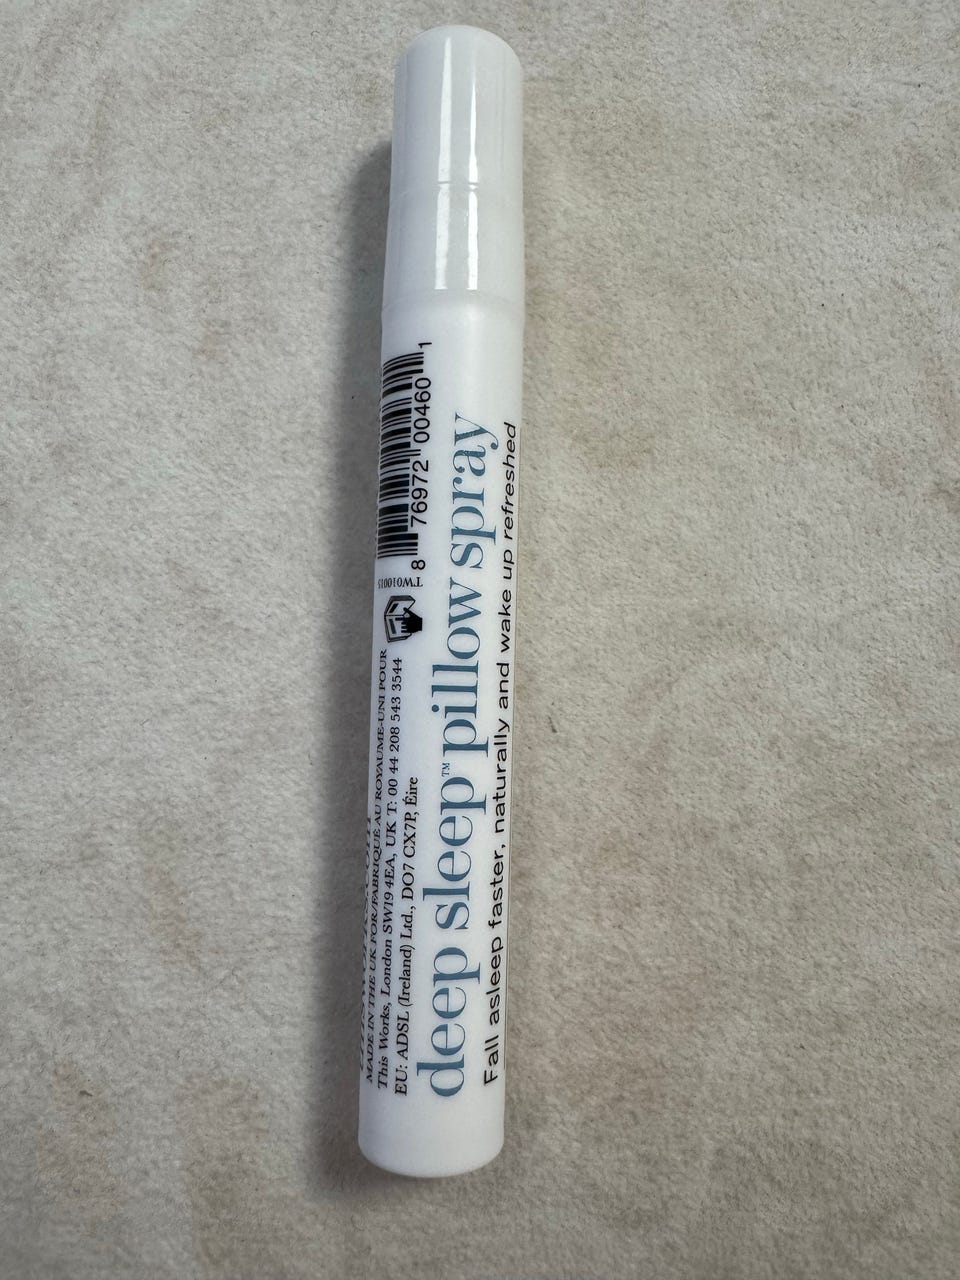 MADE IN THE UK FOR/FABRIQUÉ AU ROYAUME-UNI POUR
This Works, London SW19 4EA, UK T: 00 44 208 543 3544
EU: ADSL (Ireland) Ltd., DO7 CX7P, Éire
TW010015
8 76972 00460 1
deep sleep™ pillow spray
Fall asleep faster, naturally and wake up refreshed